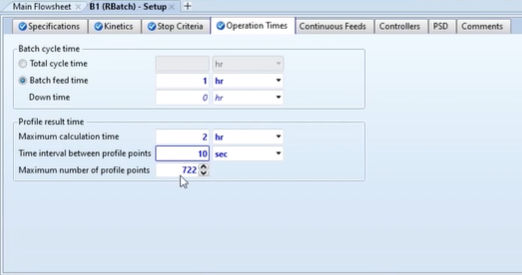 Main Flowsheet × B1 (RBatch) - Setup × +
Specifications Kinetics Stop Criteria Operation Times Continuous Feeds Controllers PSD Comments
Batch cycle time
Total cycle time hr
Batch feed time 1 hr
Down time 0 hr
Profile result time
Maximum calculation time 2 hr
Time interval between profile points 10 sec
Maximum number of profile points 722